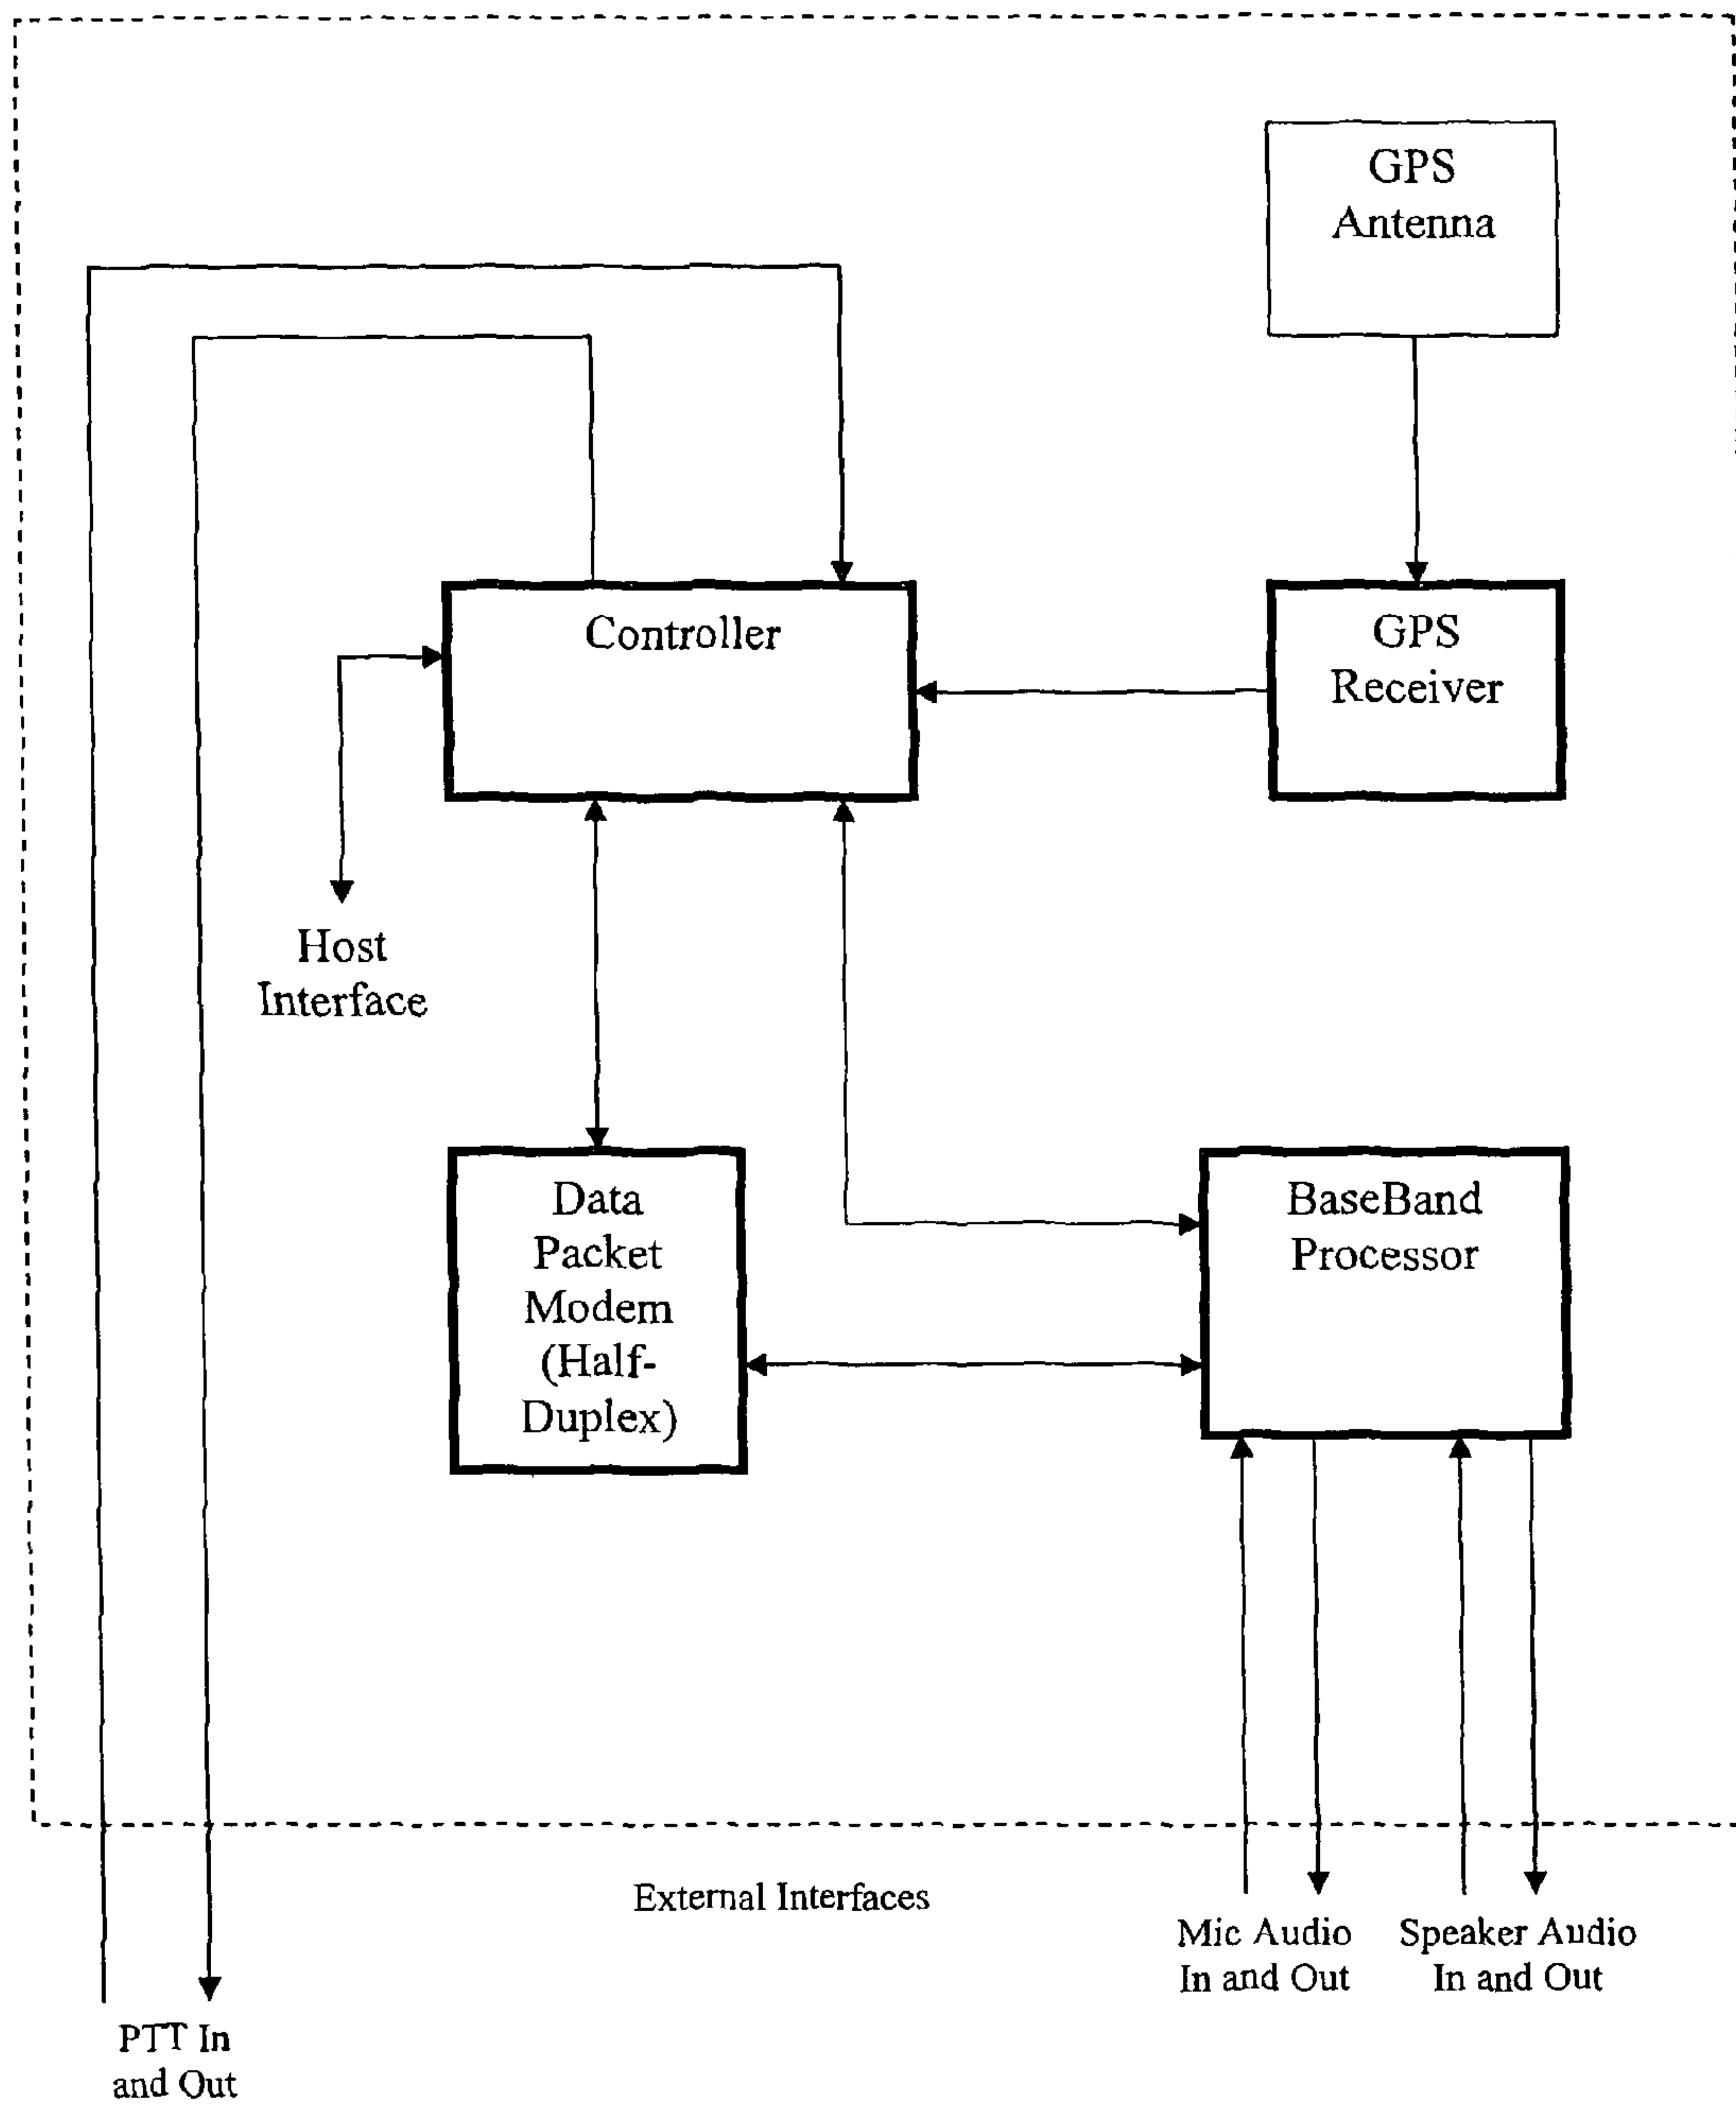 GPS
Antenna
Controller
GPS
Receiver
Host
Interface
Data
Packet
Modem
(Half-
Duplex)
BaseBand
Processor
External Interfaces
Mic Audio
In and Out
Speaker Audio
In and Out
PTT In
and Out